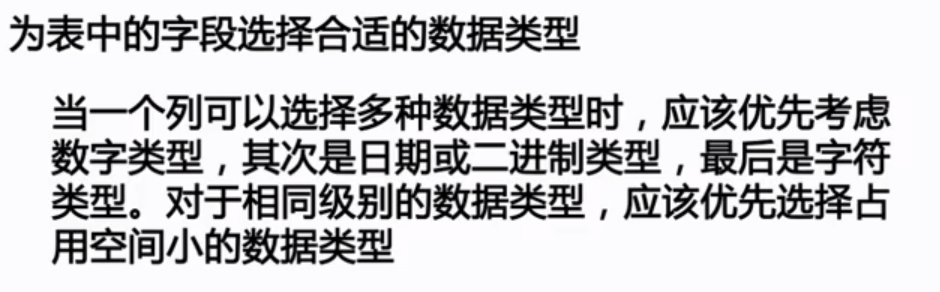 为表中的字段选择合适的数据类型
当一个列可以选择多种数据类型时，应该优先考虑
数字类型，其次是日期或二进制类型，最后是字符
类型。对于相同级别的数据类型，应该优先选择占
用空间小的数据类型